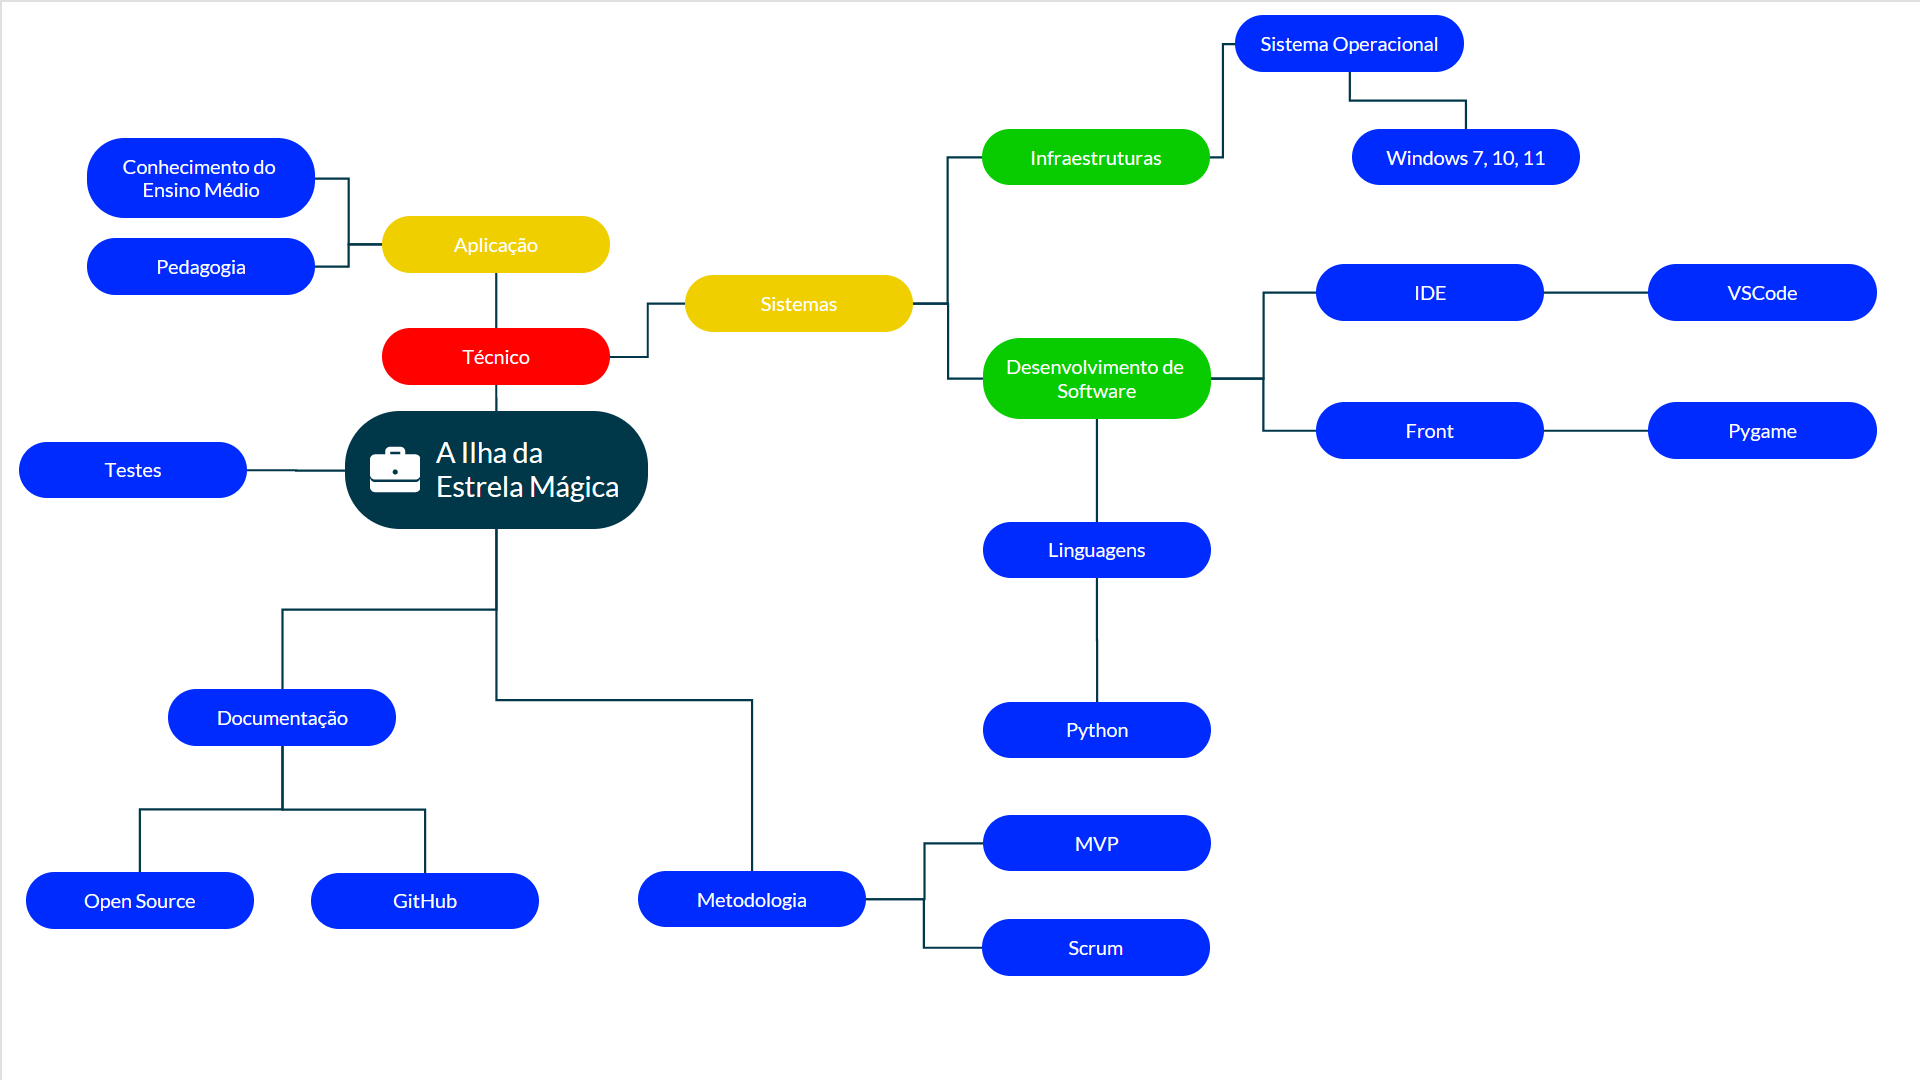 Sistema Operacional
Windows 7, 10, 11
Infraestruturas
Conhecimento do
Ensino Médio
Pedagogia
Aplicação
Sistemas
Técnico
IDE
VSCode
Desenvolvimento de
Software
Front
Pygame
A Ilha da
Estrela Mágica
Testes
Linguagens
Documentação
Python
MVP
Open Source
GitHub
Metodologia
Scrum